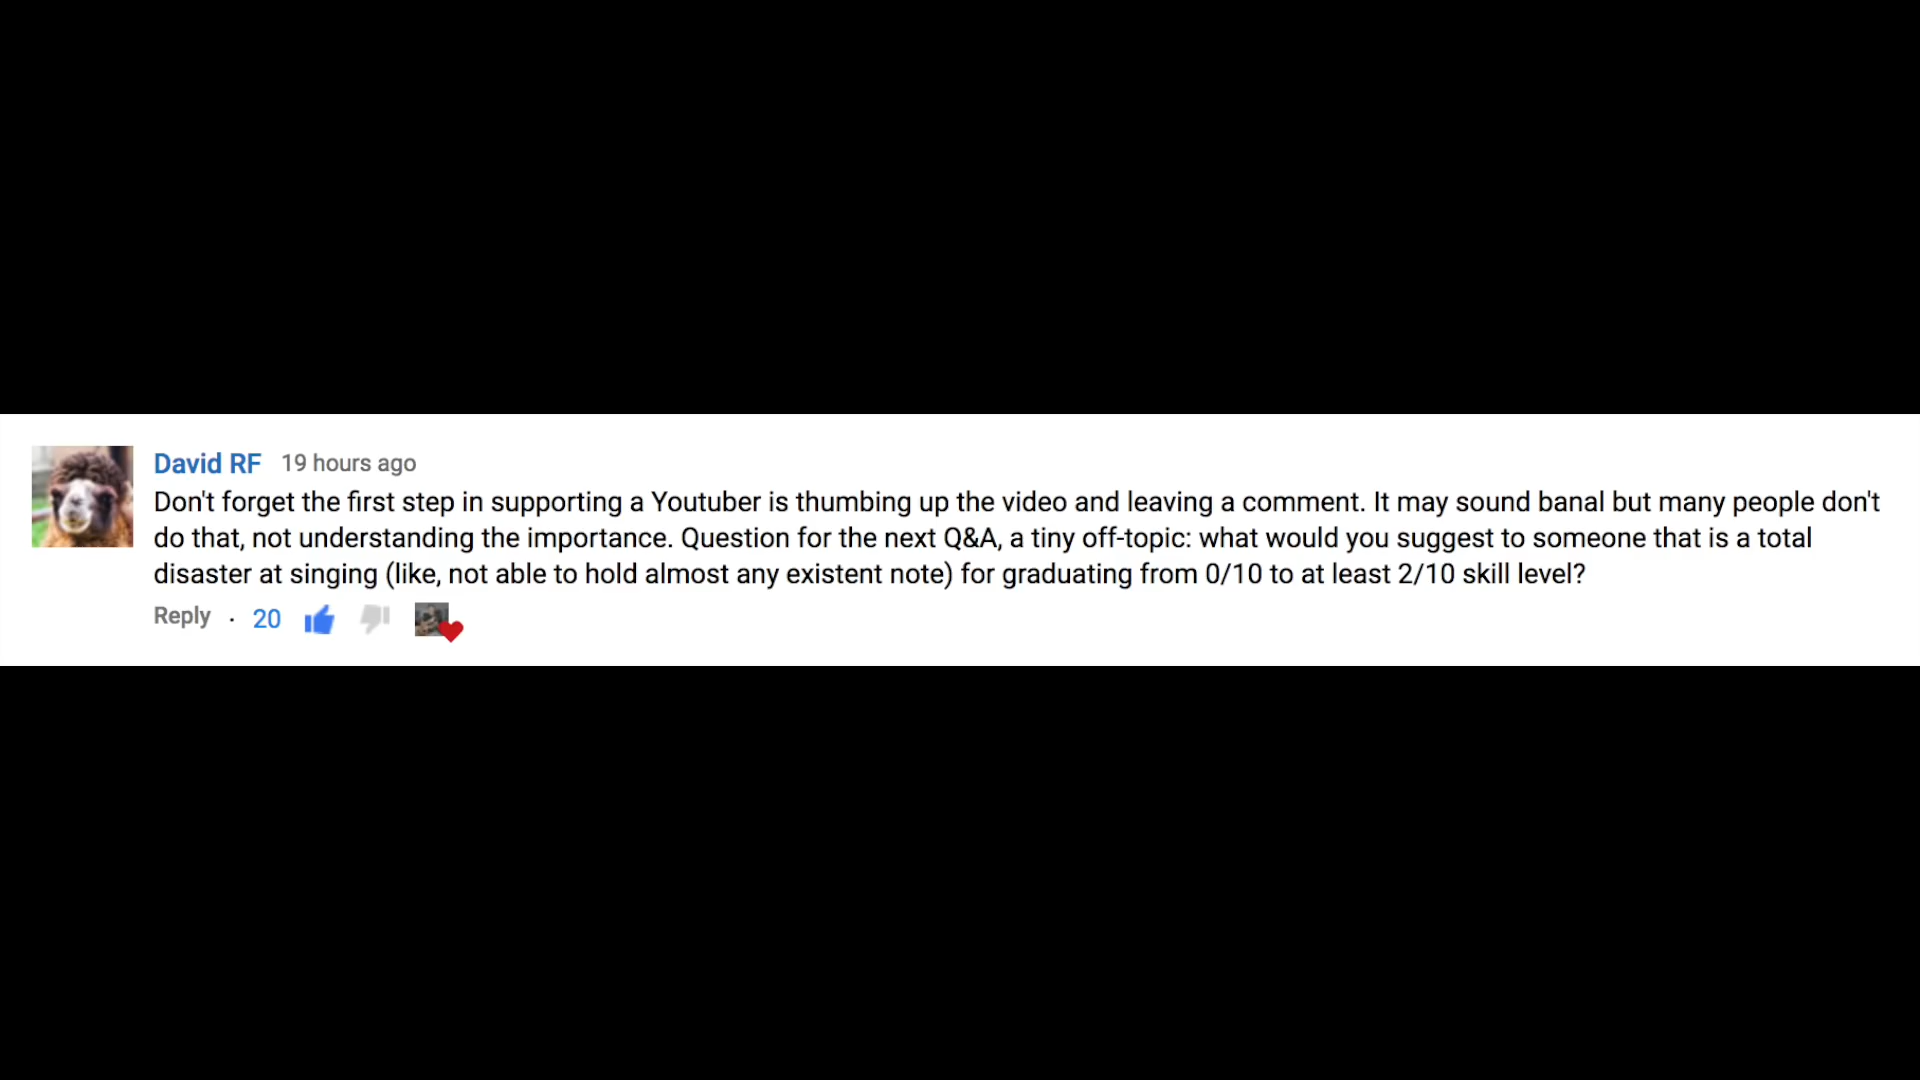 David RF 19 hours ago
Don't forget the first step in supporting a Youtuber is thumbing up the video and leaving a comment. It may sound banal but many people don't
do that, not understanding the importance. Question for the next Q&A, a tiny off-topic: what would you suggest to someone that is a total
disaster at singing (like, not able to hold almost any existent note) for graduating from 0/10 to at least 2/10 skill level?
Reply · 20